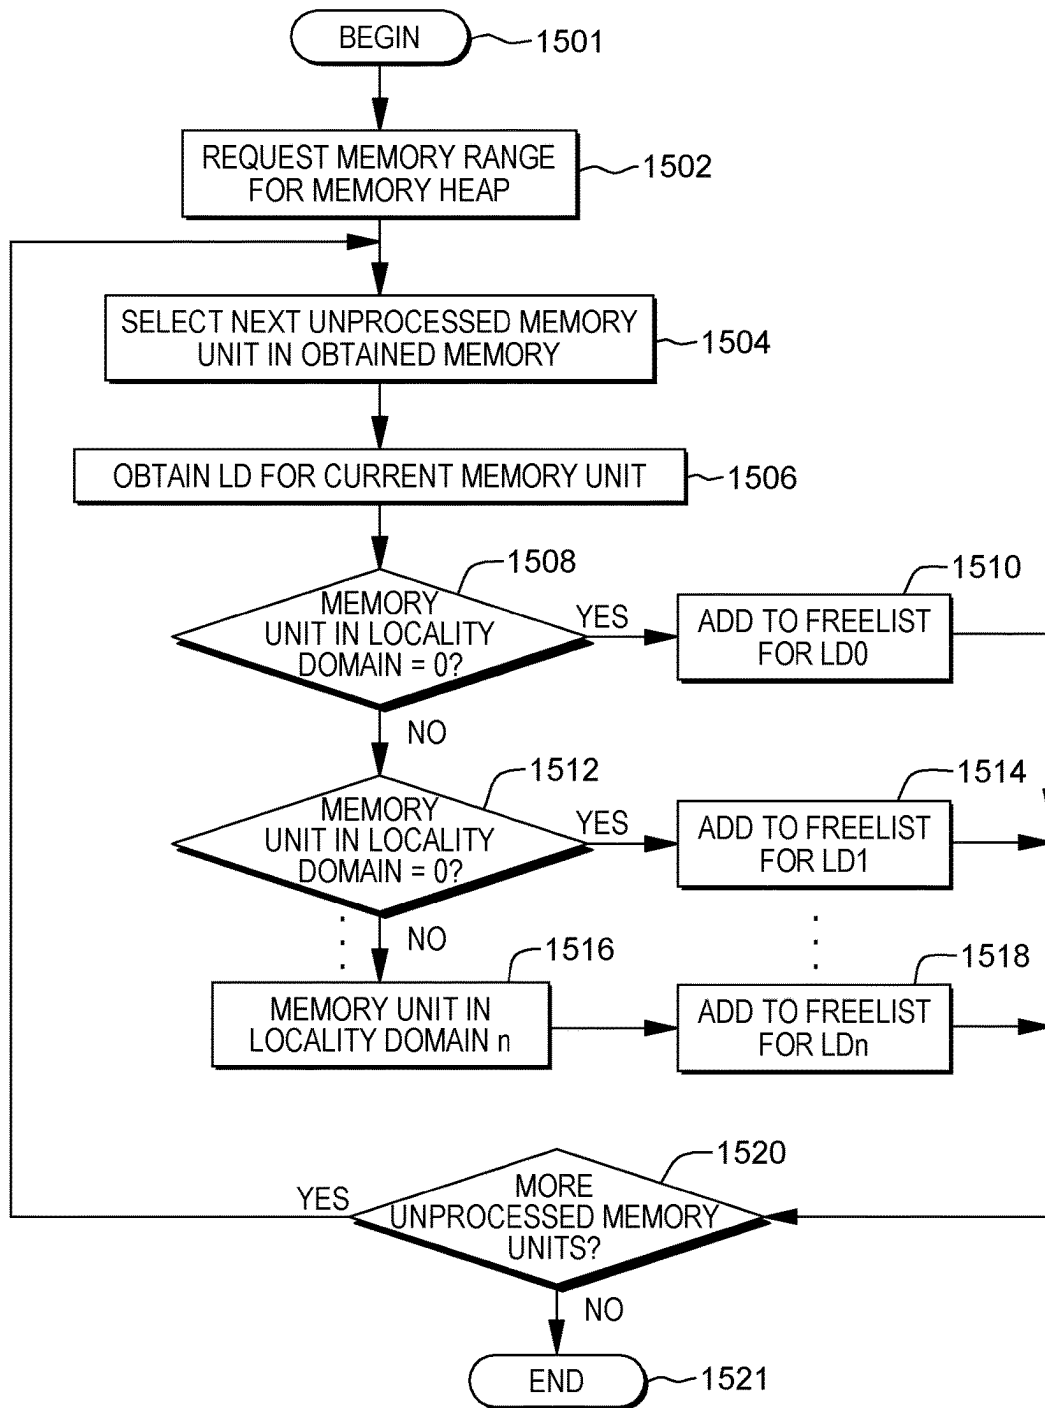 BEGIN
1501
REQUEST MEMORY RANGE
FOR MEMORY HEAP
1502
SELECT NEXT UNPROCESSED MEMORY
UNIT IN OBTAINED MEMORY
1504
OBTAIN LD FOR CURRENT MEMORY UNIT
1506
1508
MEMORY
UNIT IN LOCALITY
DOMAIN = 0?
YES
1510
ADD TO FREELIST
FOR LD0
NO
1512
MEMORY
UNIT IN LOCALITY
DOMAIN = 0?
YES
1514
ADD TO FREELIST
FOR LD1
NO
1516
MEMORY UNIT IN
LOCALITY DOMAIN n
1518
ADD TO FREELIST
FOR LDn
1520
MORE
UNPROCESSED MEMORY
UNITS?
YES
NO
END
1521